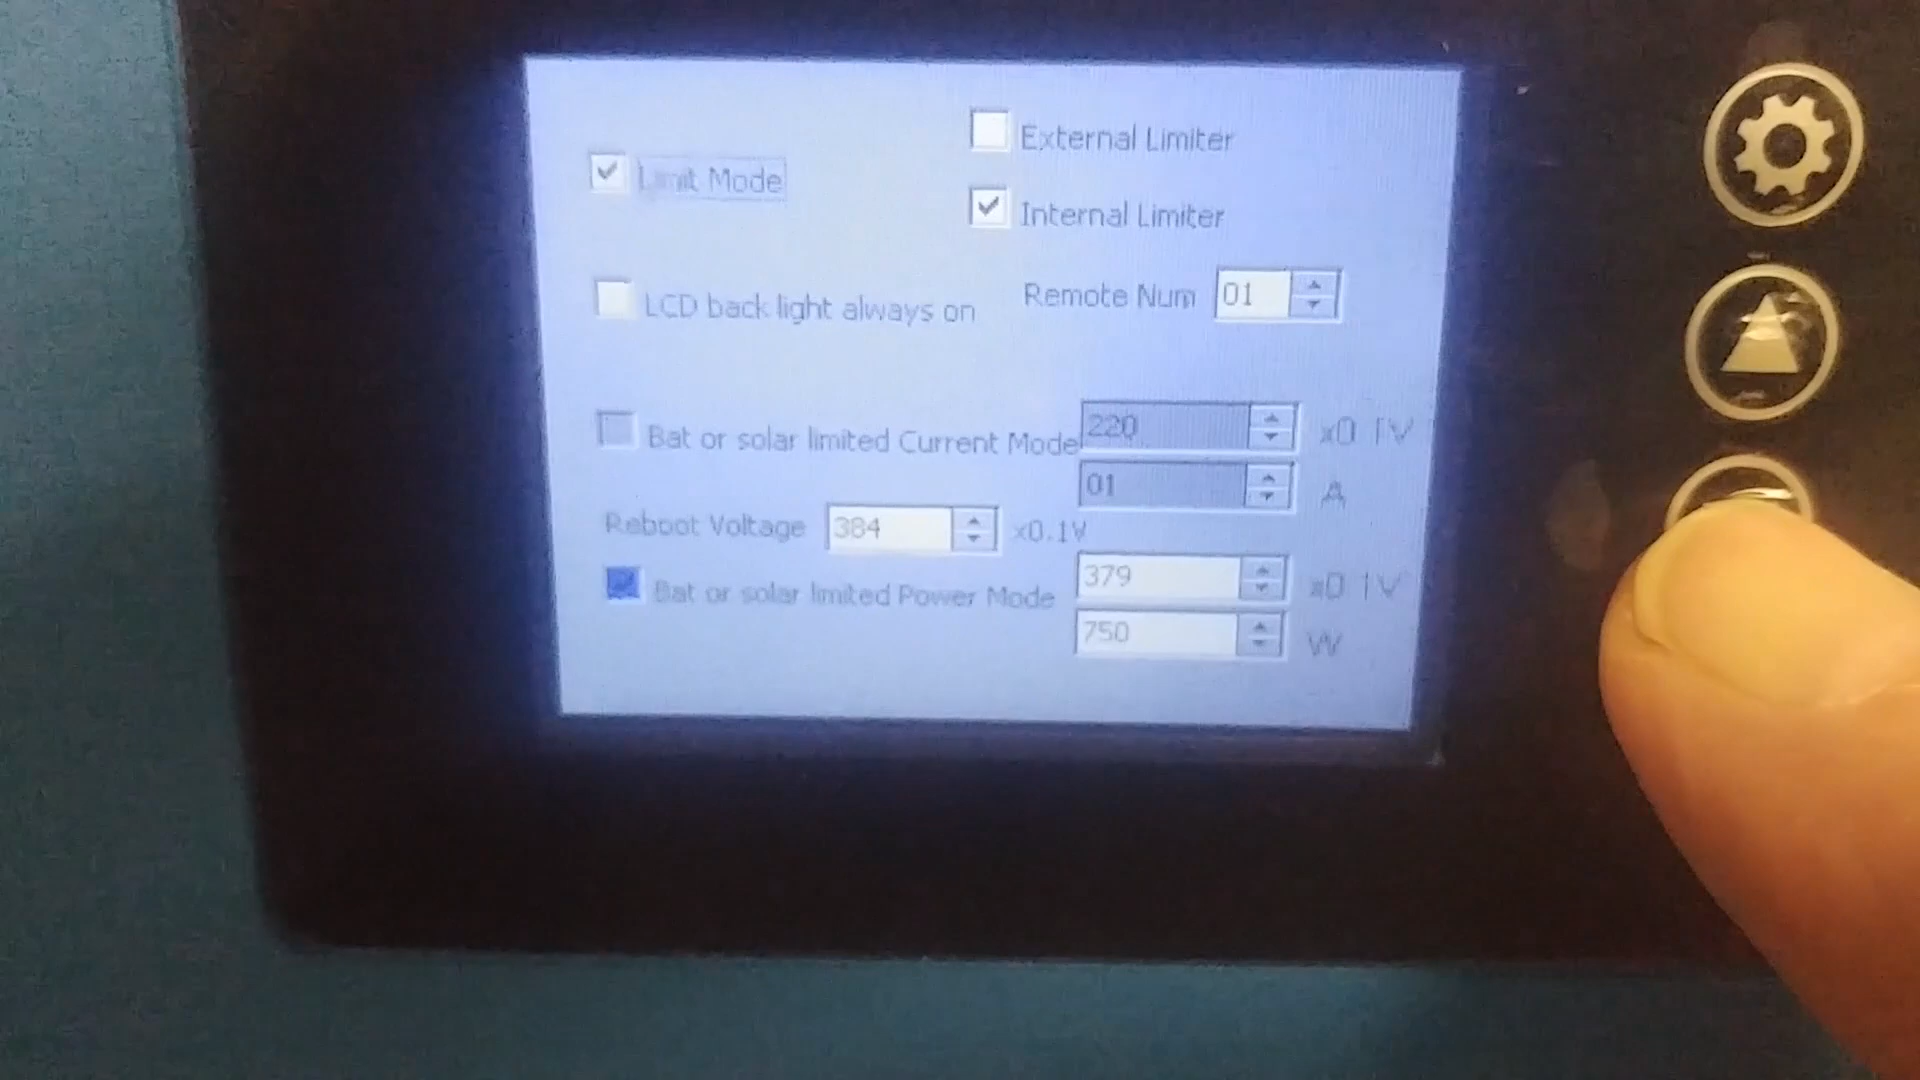 External Limiter
Limit Mode
Internal Limiter
LCD back light always on
Remote Num 01
Bat or solar limited Current Mode 220 x0.1V
01 A
Reboot Voltage 384 x0.1V
Bat or solar limited Power Mode 379 x0.1V
750 W